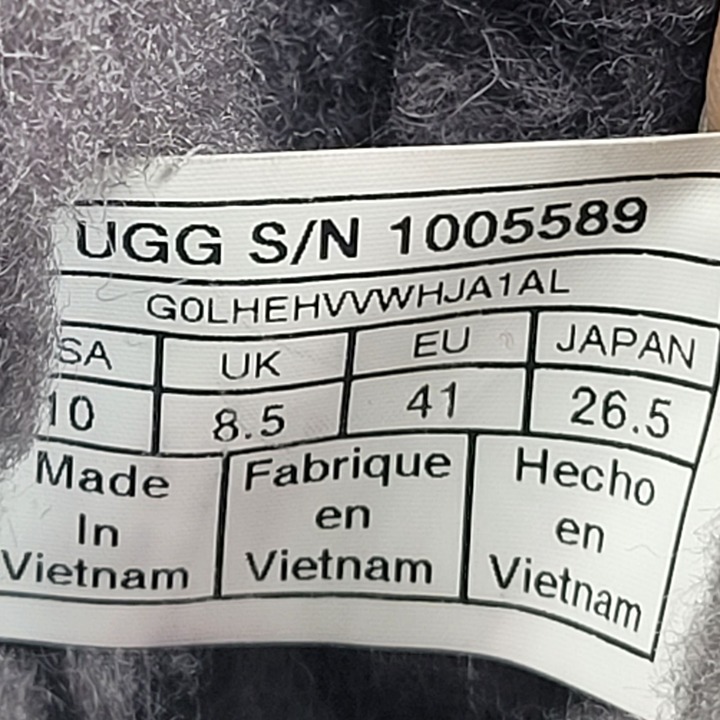 UGG S/N 1005589
GOLHEHVVWHJA1AL
SA UK EU JAPAN
10 8.5 41 26.5
Made Fabrique Hecho
In en en
Vietnam Vietnam Vietnam